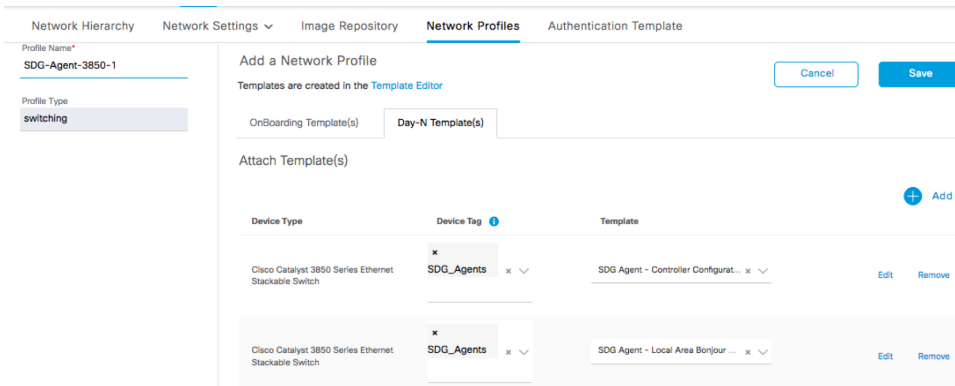 Network Hierarchy Network Settings Image Repository Network Profiles Authentication Template
Profile Name*
SDG-Agent-3850-1
Profile Type
switching
Add a Network Profile
Templates are created in the Template Editor
Cancel Save
OnBoarding Template(s) Day-N Template(s)
Attach Template(s)
Add
Device Type Device Tag Template
Cisco Catalyst 3850 Series Ethernet
Stackable Switch
SDG_Agents
SDG Agent - Controller Configurat...
Edit Remove
Cisco Catalyst 3850 Series Ethernet
Stackable Switch
SDG_Agents
SDG Agent - Local Area Bonjour ...
Edit Remove